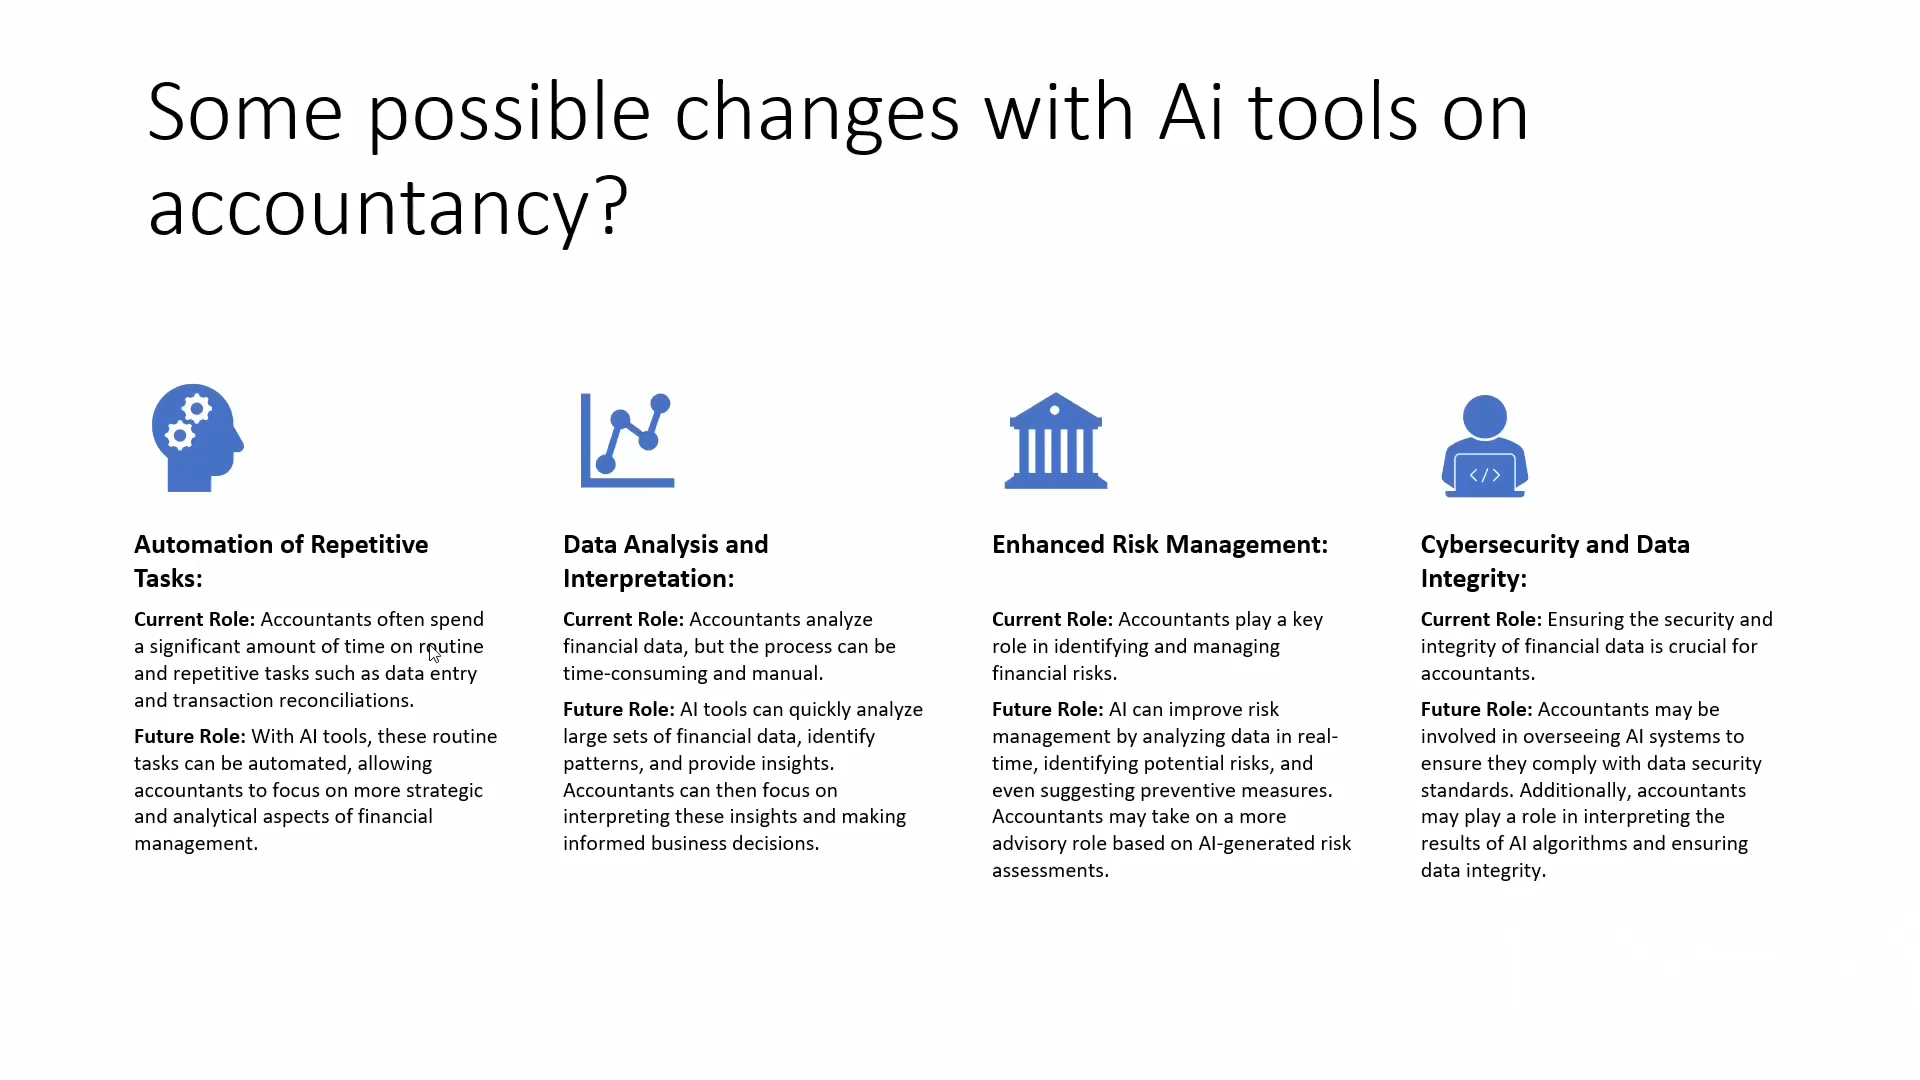 Some possible changes with Ai tools on
accountancy?
Automation of Repetitive
Tasks:
Current Role: Accountants often spend
a significant amount of time on routine
and repetitive tasks such as data entry
and transaction reconciliations.
Future Role: With AI tools, these routine
tasks can be automated, allowing
accountants to focus on more strategic
and analytical aspects of financial
management.
Data Analysis and
Interpretation:
Current Role: Accountants analyze
financial data, but the process can be
time-consuming and manual.
Future Role: AI tools can quickly analyze
large sets of financial data, identify
patterns, and provide insights.
Accountants can then focus on
interpreting these insights and making
informed business decisions.
Enhanced Risk Management:
Current Role: Accountants play a key
role in identifying and managing
financial risks.
Future Role: AI can improve risk
management by analyzing data in real-
time, identifying potential risks, and
even suggesting preventive measures.
Accountants may take on a more
advisory role based on AI-generated risk
assessments.
</>
Cybersecurity and Data
Integrity:
Current Role: Ensuring the security and
integrity of financial data is crucial for
accountants.
Future Role: Accountants may be
involved in overseeing AI systems to
ensure they comply with data security
standards. Additionally, accountants
may play a role in interpreting the
results of AI algorithms and ensuring
data integrity.